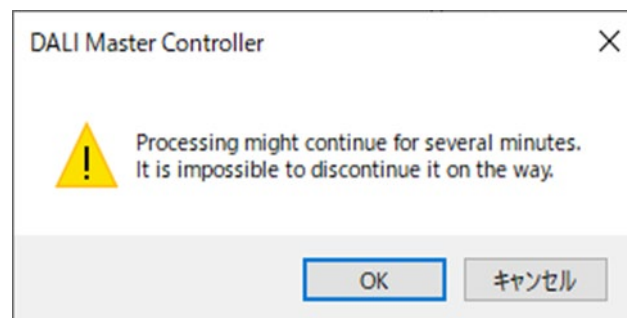 DALI Master Controller
Processing might continue for several minutes.
It is impossible to discontinue it on the way.
OK
キャンセル